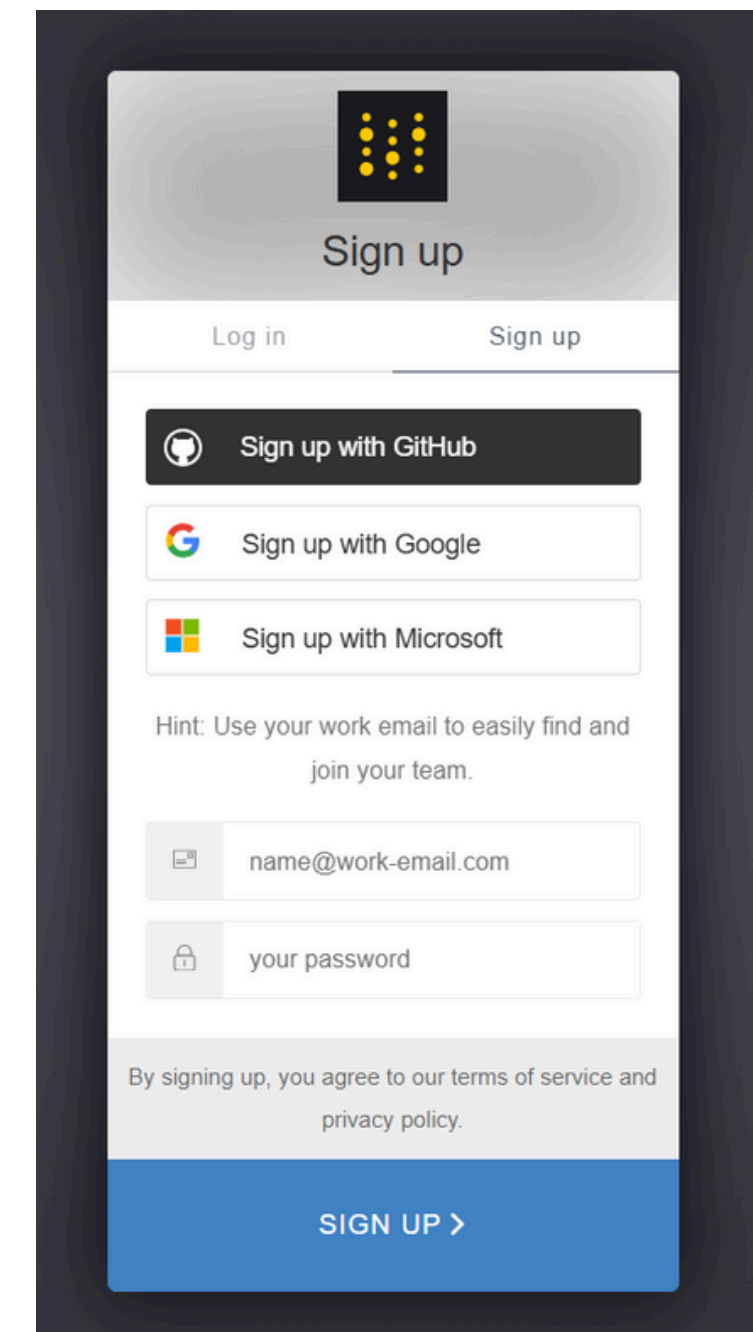 Sign up
Log in
Sign up
Sign up with GitHub
Sign up with Google
Sign up with Microsoft
Hint: Use your work email to easily find and
join your team.
name@work-email.com
your password
By signing up, you agree to our terms of service and
privacy policy.
SIGN UP